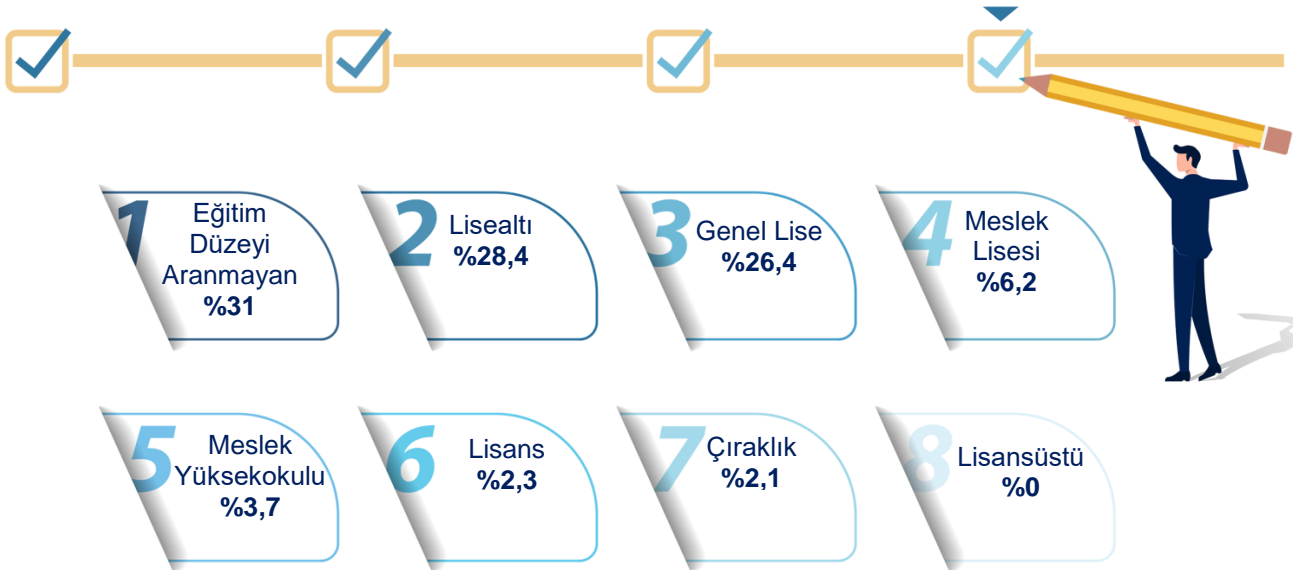 1
Eğitim
Düzeyi
Aranmayan
%31
2
Lisealtı
%28,4
3
Genel Lise
%26,4
4
Meslek
Lisesi
%6,2
5
Meslek
Yüksekokulu
%3,7
6
Lisans
%2,3
7
Çıraklık
%2,1
8
Lisansüstü
%0